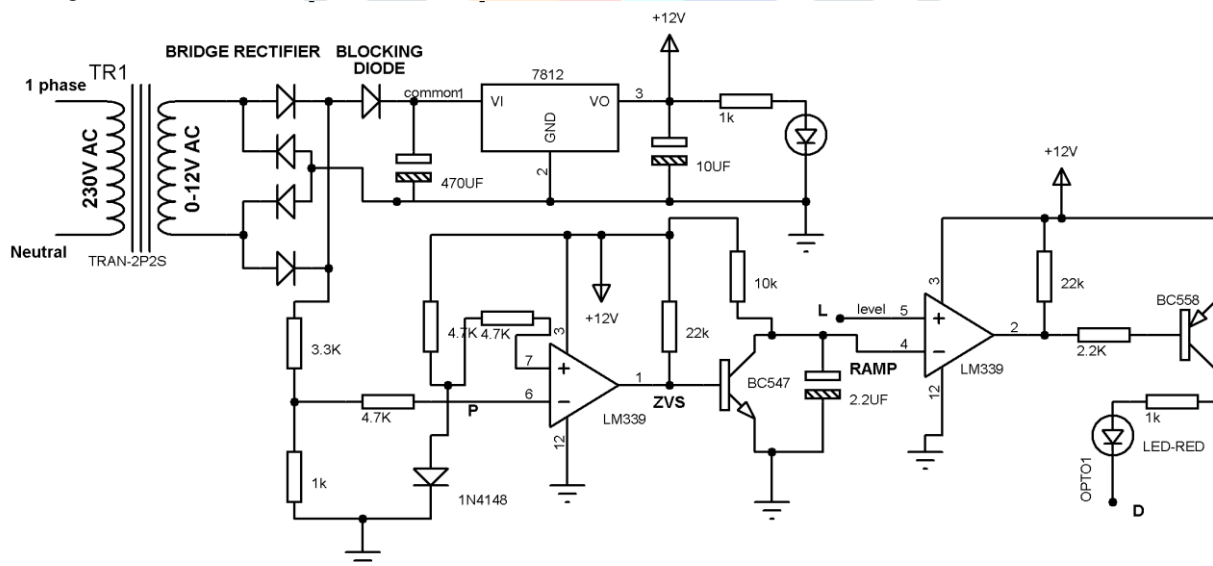 +12V
BRIDGE RECTIFIER
BLOCKING
DIODE
TR1
1 phase
7812
common
1
VI
VO
3
GND
2
1k
230V AC
0-12V AC
470UF
10UF
+12V
Neutral
TRAN-2P2S
10k
3
22k
4.7K
4.7K
3
+12V
22k
L
level
5
BC558
2
3.3K
7
4
2.2K
RAMP
LM339
1
BC547
6
4.7K
P
LM339
ZVS
2.2UF
12
1k
12
LED-RED
1k
1N4148
OPTO1
D